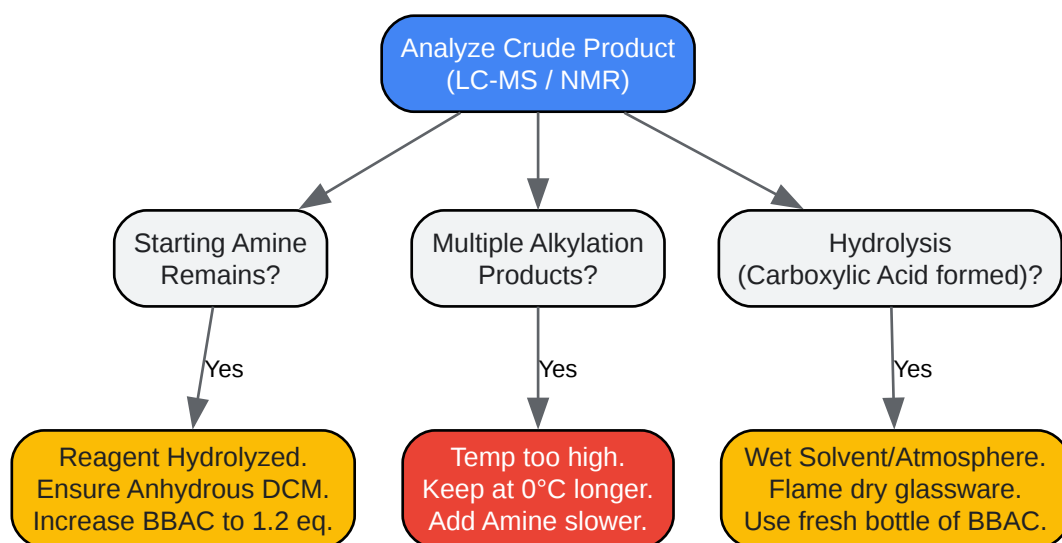 Analyze Crude Product
(LC-MS / NMR)
Starting Amine
Remains?
Multiple Alkylation
Products?
Hydrolysis
(Carboxylic Acid formed)?
Yes
Yes
Yes
Reagent Hydrolyzed.
Ensure Anhydrous DCM.
Increase BBAC to 1.2 eq.
Temp too high.
Keep at 0°C longer.
Add Amine slower.
Wet Solvent/Atmosphere.
Flame dry glassware.
Use fresh bottle of BBAC.